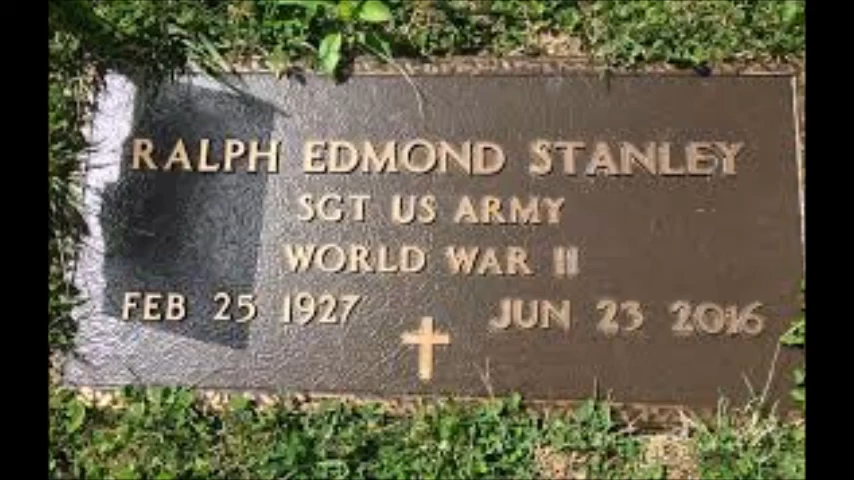 RALPH EDMOND STANLEY
SGT US ARMY
WORLD WAR II
FEB 25 1927 JUN 23 2016